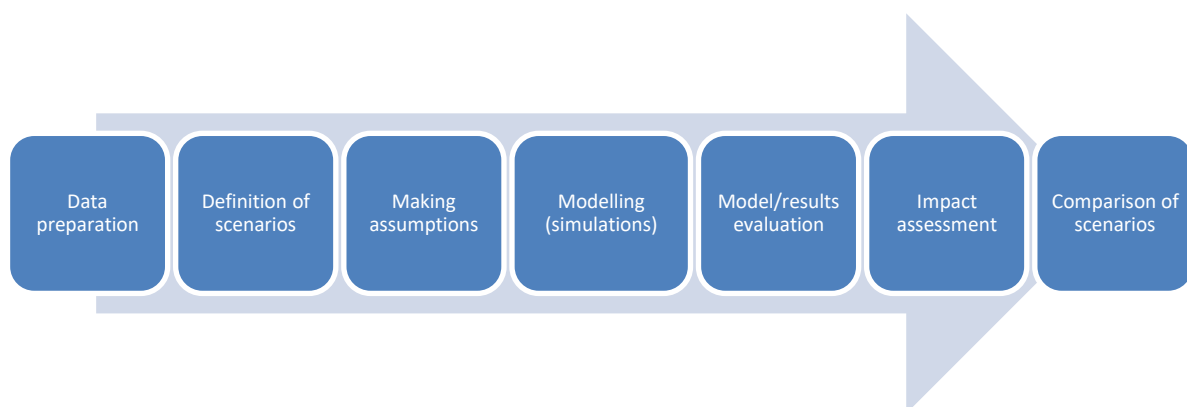 Data
preparation
Definition of
scenarios
Making
assumptions
Modelling
(simulations)
Model/results
evaluation
Impact
assessment
Comparison of
scenarios